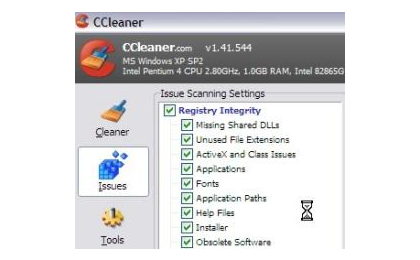 CCleaner
CCleaner.com v1.41.544
MS Windows XP SP2
Intel Pentium 4 CPU 2.80GHz, 1.0GB RAM, Intel 82865G
Issue Scanning Settings
Registry Integrity
Missing Shared DLLs
Cleaner
Unused File Extensions
ActiveX and Class Issues
Applications
Issues
Fonts
Application Paths
Help Files
Installer
Tools
Obsolete Software